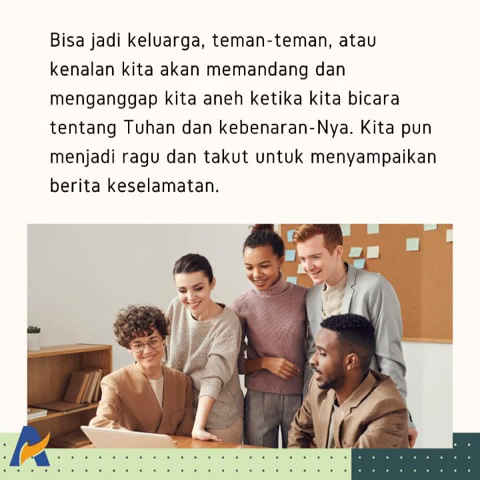 Bisa jadi keluarga, teman-teman, atau
kenalan kita akan memandang dan
menganggap kita aneh ketika kita bicara
tentang Tuhan dan kebenaran-Nya. Kita pun
menjadi ragu dan takut untuk menyampaikan
berita keselamatan.